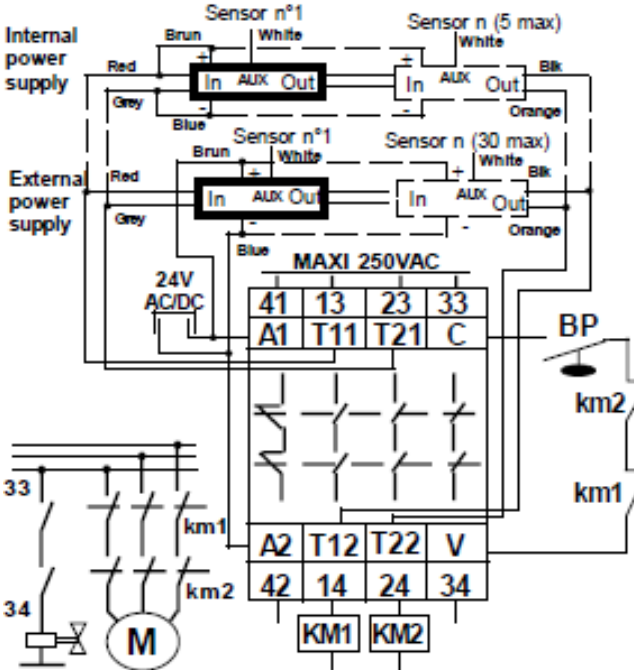 Internal power supply
Brun
Sensor n°1
White
Sensor n (5 max)
White
Red
+
In AUX Out
+
In AUX Out
Blk
Grey
-
-
Orange
Blue
Brun
Sensor n°1
White
Sensor n (30 max)
White
External power supply
Red
+
In AUX Out
+
In AUX Out
Blk
Grey
-
-
Orange
Blue
MAXI 250VAC
24V
AC/DC
41 13 23 33
A1 T11 T21 C
BP
km2
km1
33
km1
km2
34
M
A2 T12 T22 V
42 14 24 34
KM1 KM2